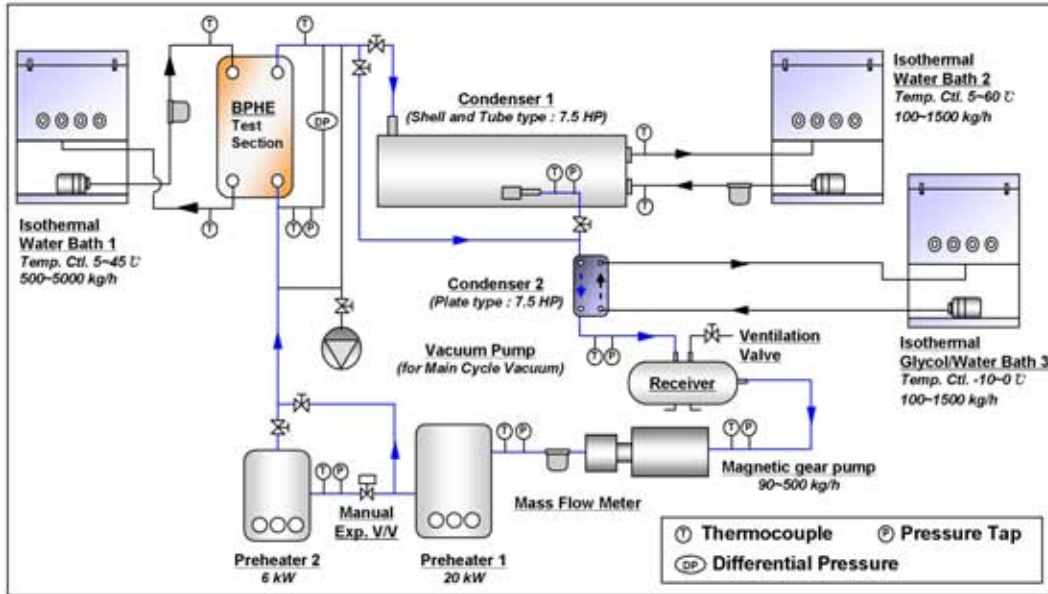 T
T
BPHE
Test
Section
DP
T
T
P
Isothermal
Water Bath 1
Temp. Ctl. 5~45 ℃
500~5000 kg/h
Condenser 1
(Shell and Tube type : 7.5 HP)
T
P
T
T
Isothermal
Water Bath 2
Temp. Ctl. 5~60 ℃
100~1500 kg/h
Condenser 2
(Plate type : 7.5 HP)
Isothermal
Glycol/Water Bath 3
Temp. Ctl. -10~0 ℃
100~1500 kg/h
Vacuum Pump
(for Main Cycle Vacuum)
T
P
Ventilation
Valve
Receiver
T
P
Magnetic gear pump
90~500 kg/h
T
P
Mass Flow Meter
T
P
Manual
Exp. V/V
Preheater 2
6 kW
Preheater 1
20 kW
T Thermocouple
P Pressure Tap
DP Differential Pressure